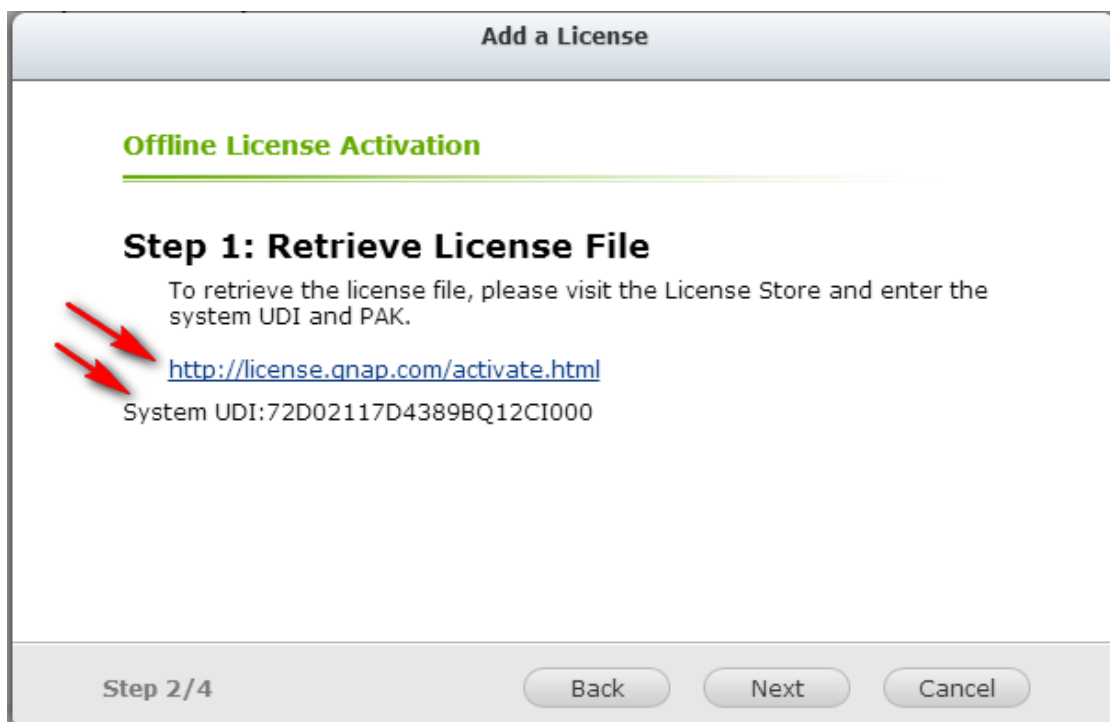 Add a License
Offline License Activation
Step 1: Retrieve License File
To retrieve the license file, please visit the License Store and enter the
system UDI and PAK.
http://license.qnap.com/activate.html
System UDI:72D02117D4389BQ12CI000
Step 2/4
Back
Next
Cancel